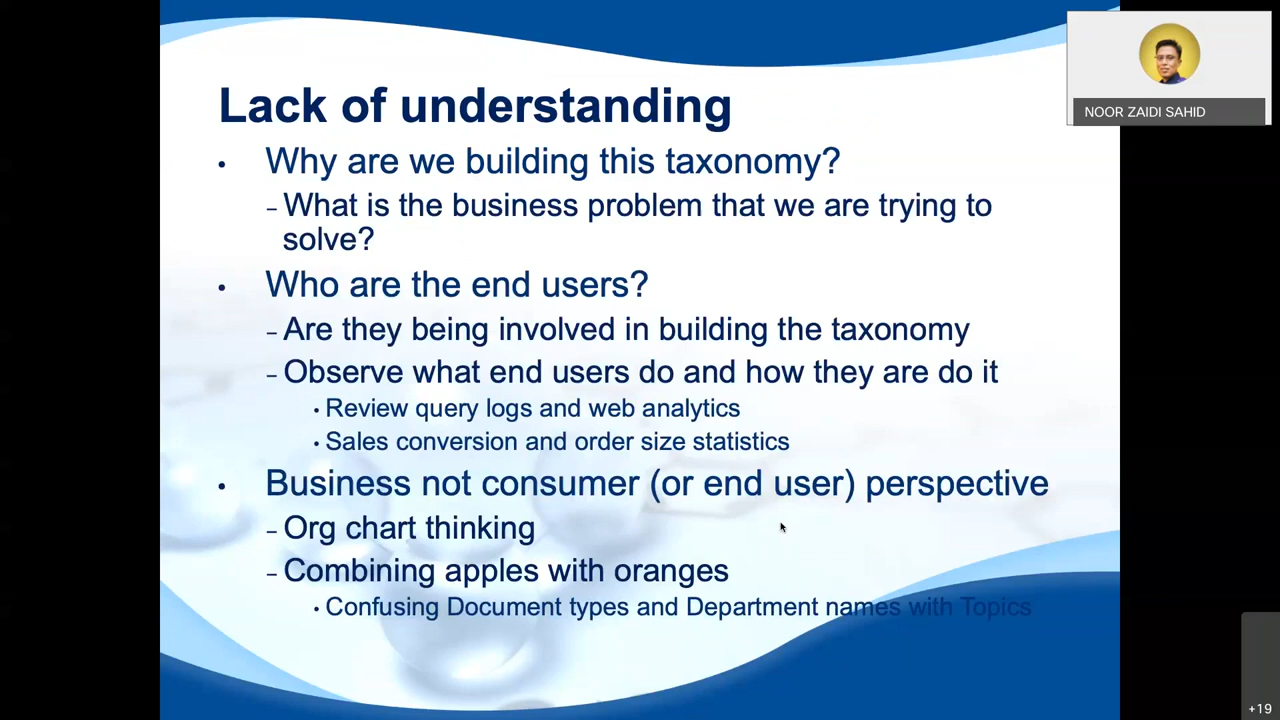 Lack of understanding
• Why are we building this taxonomy?
– What is the business problem that we are trying to
solve?
• Who are the end users?
– Are they being involved in building the taxonomy
– Observe what end users do and how they are do it
• Review query logs and web analytics
• Sales conversion and order size statistics
• Business not consumer (or end user) perspective
– Org chart thinking
– Combining apples with oranges
• Confusing Document types and Department names with Topics
NOOR ZAIDI SAHID
+19